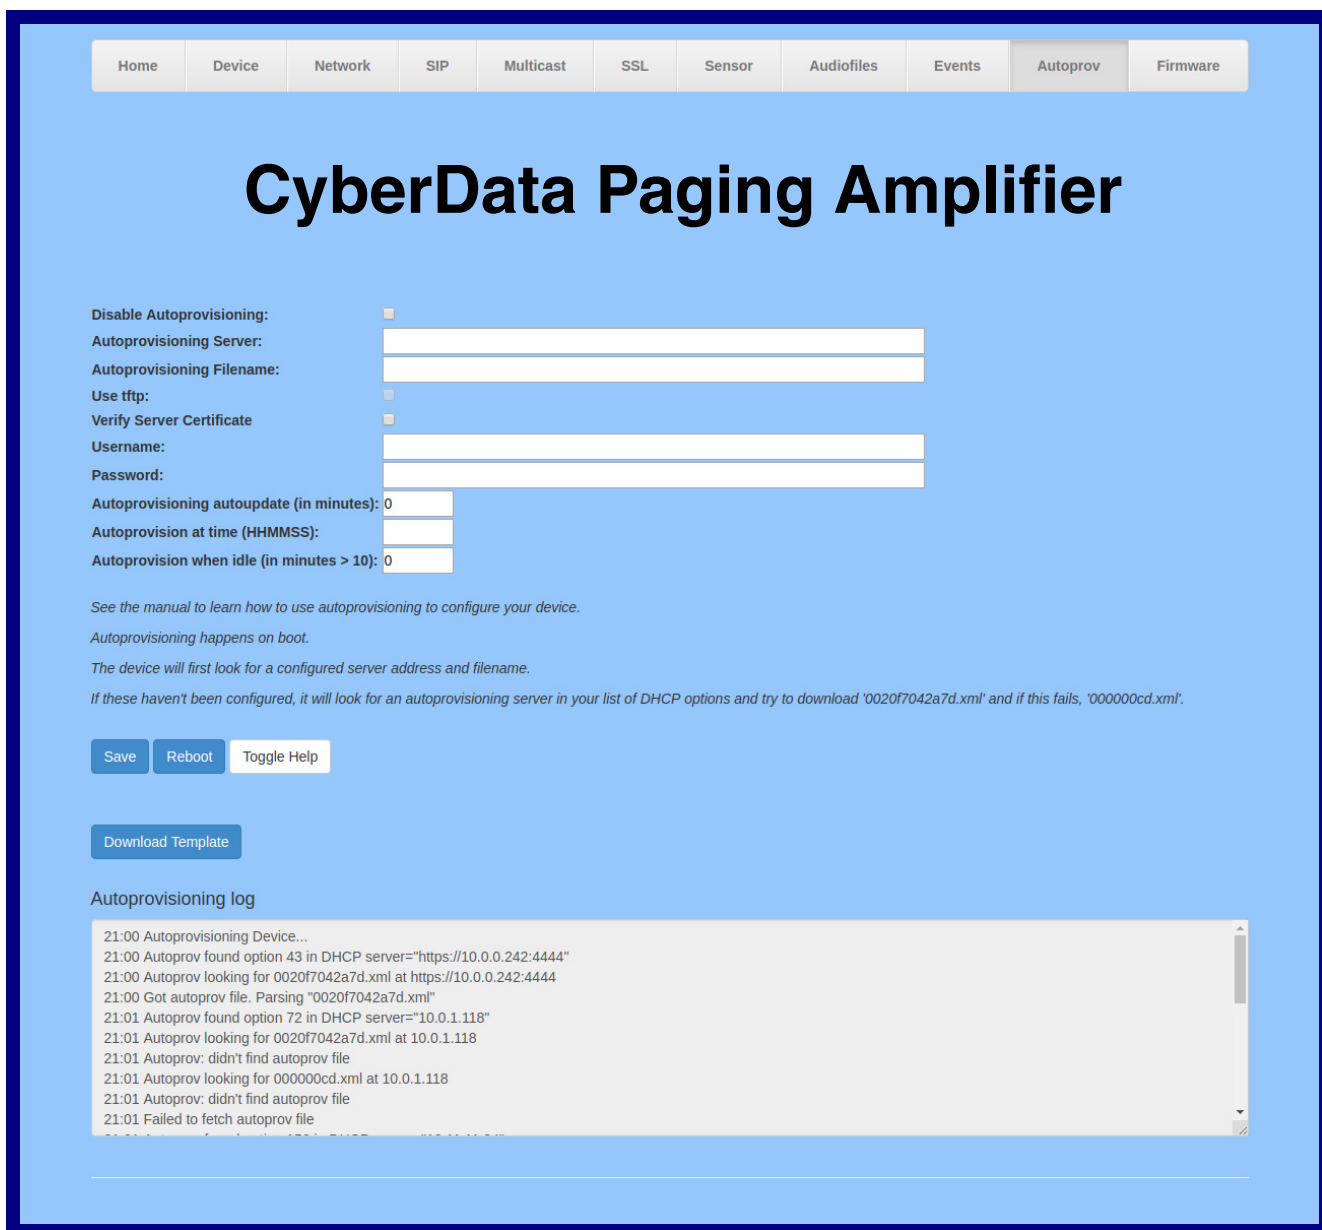 Home Device Network SIP Multicast SSL Sensor Audiofiles Events Autoprov Firmware
CyberData Paging Amplifier
Disable Autoprovisioning:
Autoprovisioning Server:
Autoprovisioning Filename:
Use tftp:
Verify Server Certificate
Username:
Password:
Autoprovisioning autoupdate (in minutes): 0
Autoprovision at time (HHMMSS):
Autoprovision when idle (in minutes > 10): 0
See the manual to learn how to use autoprovisioning to configure your device.
Autoprovisioning happens on boot.
The device will first look for a configured server address and filename.
If these haven't been configured, it will look for an autoprovisioning server in your list of DHCP options and try to download '0020f7042a7d.xml' and if this fails, '000000cd.xml'.
Save Reboot Toggle Help
Download Template
Autoprovisioning log
21:00 Autoprovisioning Device...
21:00 Autoprov found option 43 in DHCP server="https://10.0.0.242:4444"
21:00 Autoprov looking for 0020f7042a7d.xml at https://10.0.0.242:4444
21:00 Got autoprov file. Parsing "0020f7042a7d.xml"
21:01 Autoprov found option 72 in DHCP server="10.0.1.118"
21:01 Autoprov looking for 0020f7042a7d.xml at 10.0.1.118
21:01 Autoprov: didn't find autoprov file
21:01 Autoprov looking for 000000cd.xml at 10.0.1.118
21:01 Autoprov: didn't find autoprov file
21:01 Failed to fetch autoprov file